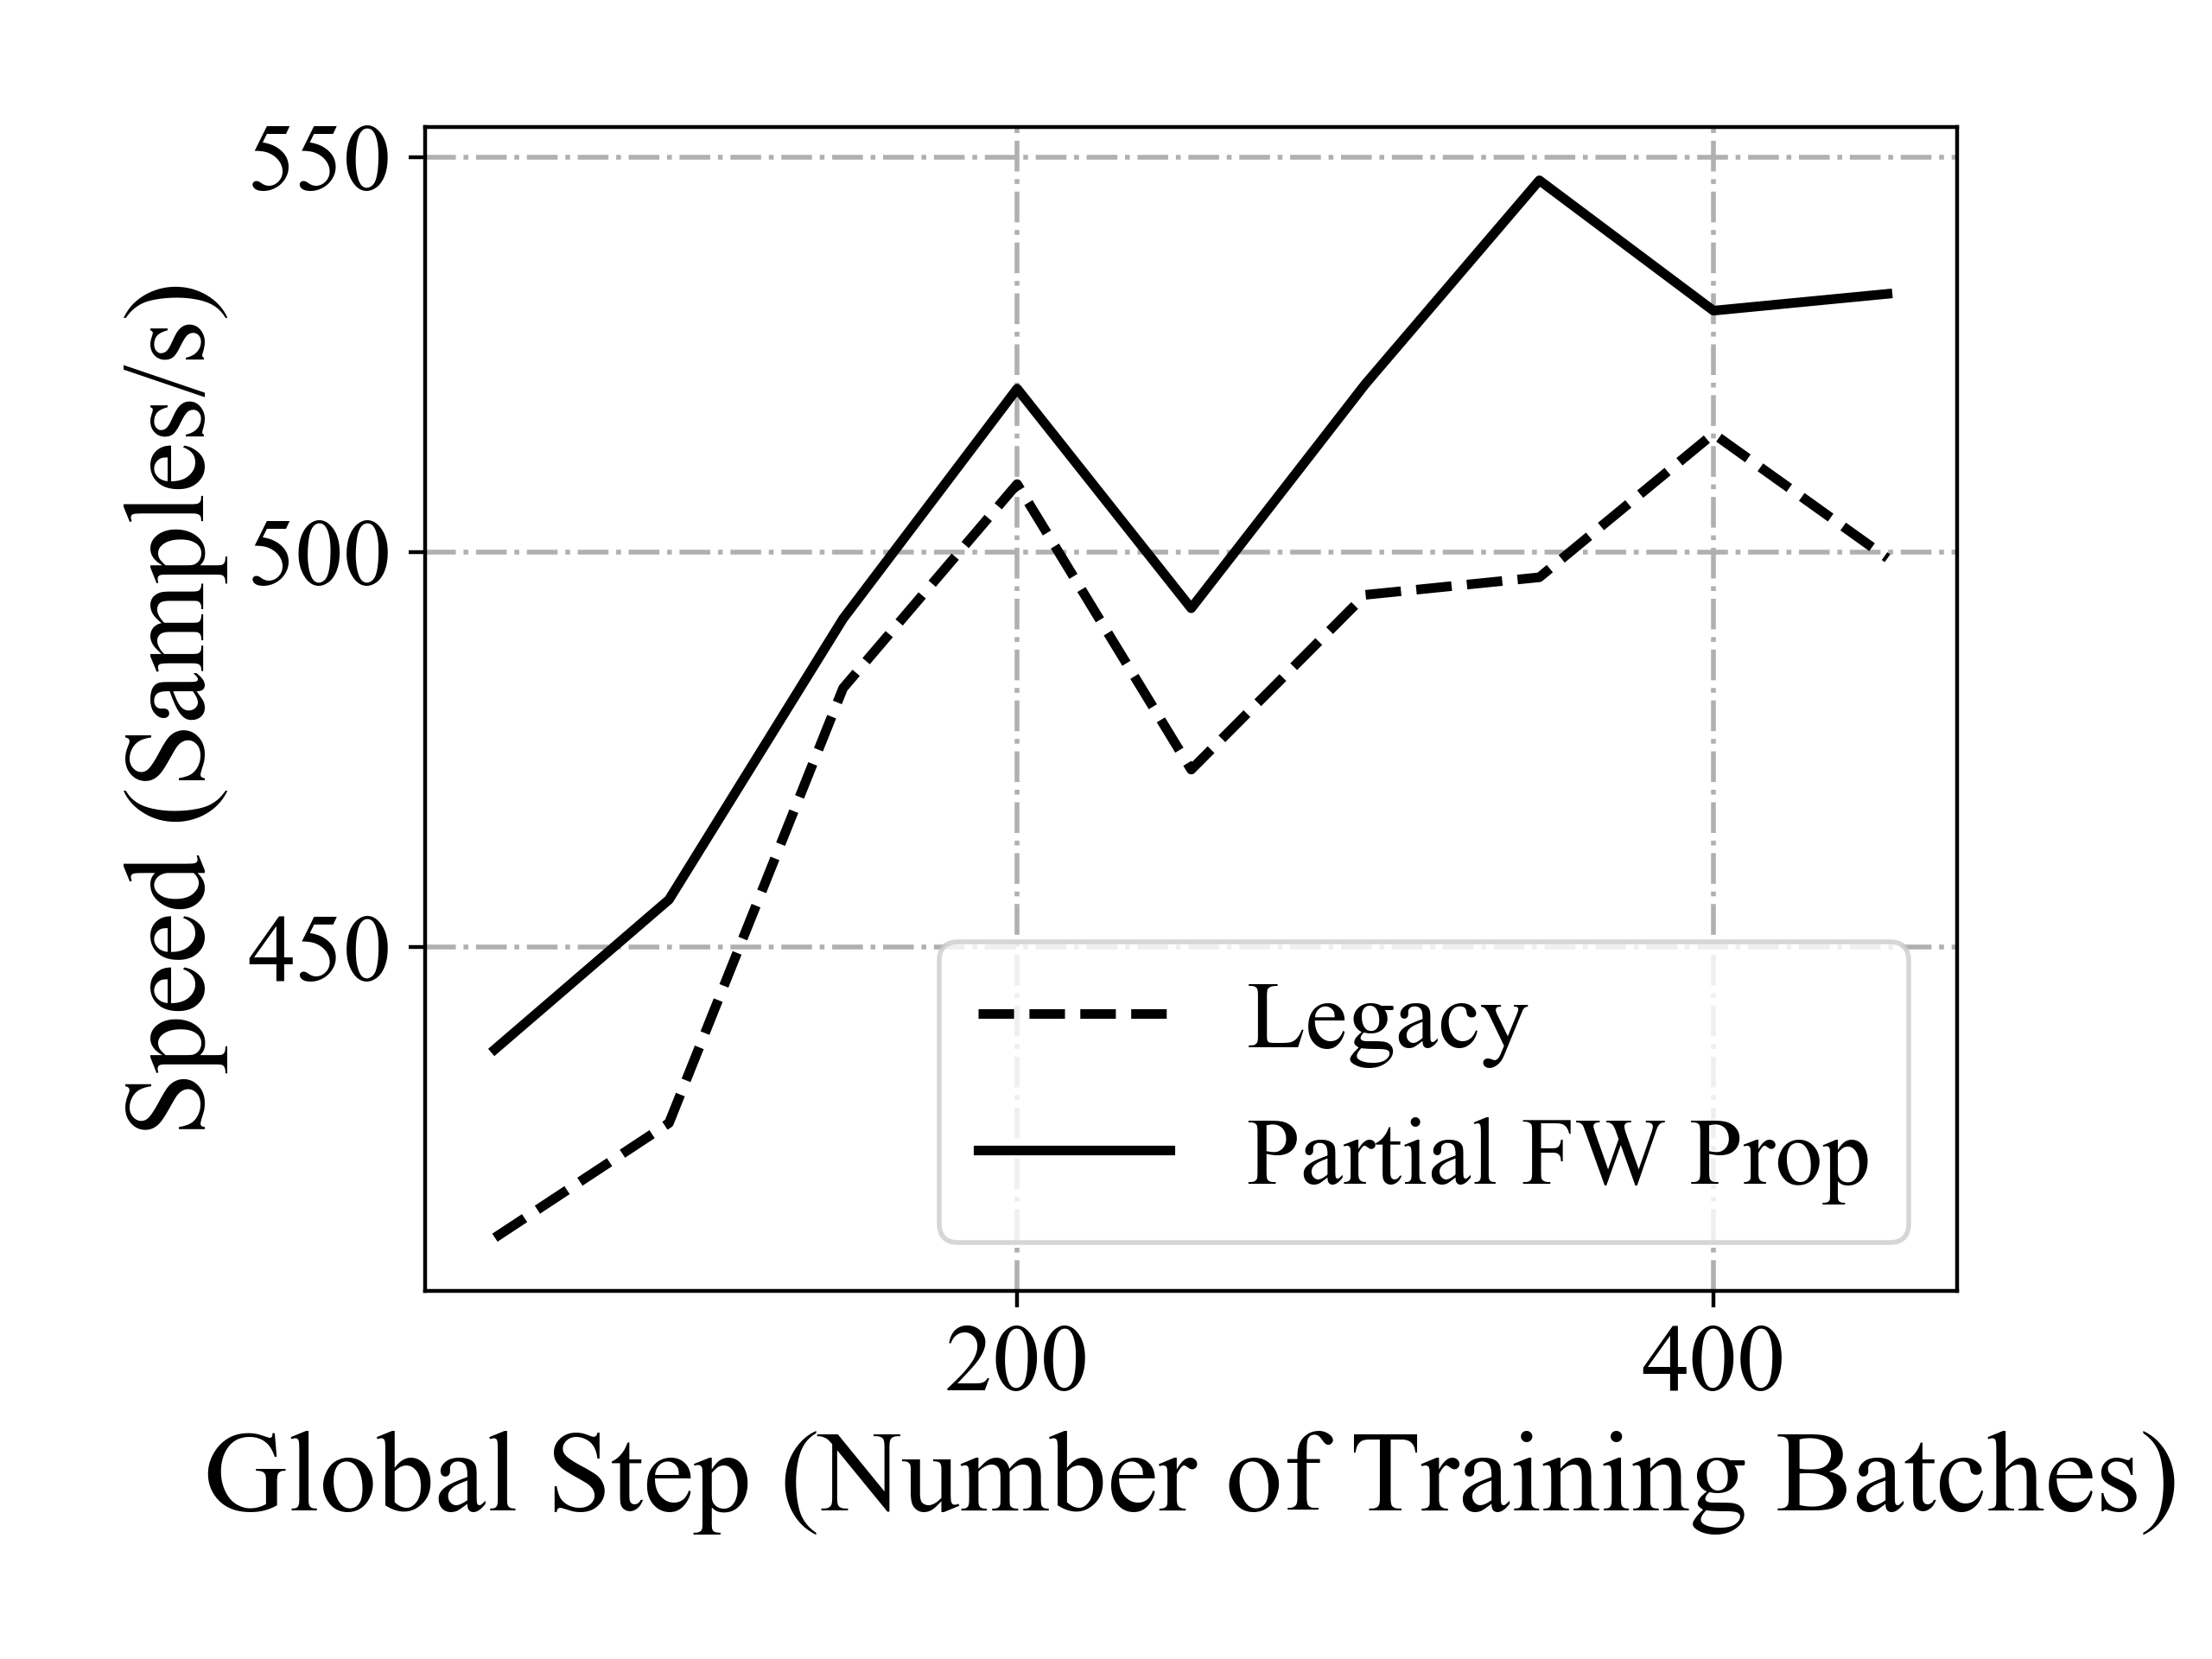 550
500
450
Speed (Samples/s)
Legacy
Partial FW Prop
200 400
Global Step (Number of Training Batches)